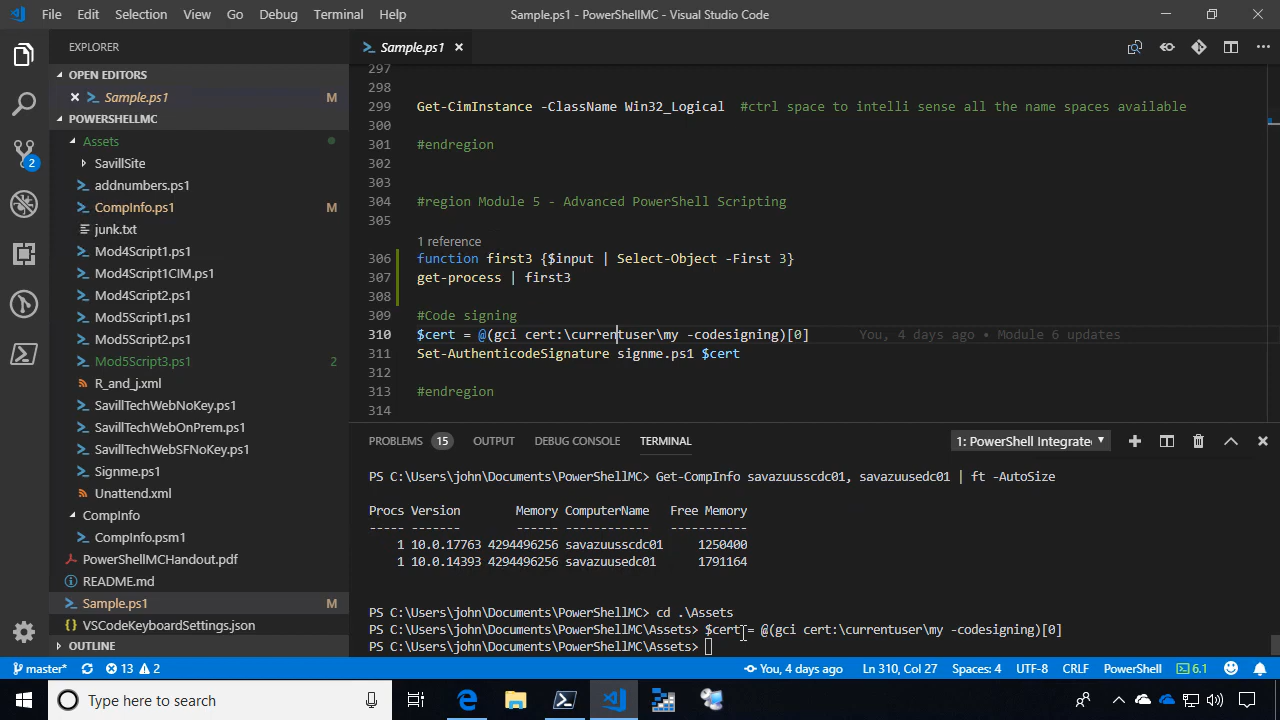 File Edit Selection View Go Debug Terminal Help
Sample.ps1 - PowerShellMC - Visual Studio Code
EXPLORER
OPEN EDITORS
Sample.ps1 M
POWERSHELLMC
Assets
SavillSite
addnumbers.ps1
CompInfo.ps1 M
junk.txt
Mod4Script1.ps1
Mod4Script1CIM.ps1
Mod4Script2.ps1
Mod5Script1.ps1
Mod5Script2.ps1
Mod5Script3.ps1 2
R_and_j.xml
SavillTechWebNoKey.ps1
SavillTechWebOnPrem.ps1
SavillTechWebSFNoKey.ps1
Signme.ps1
Unattend.xml
CompInfo
CompInfo.psm1
PowerShellMCHandout.pdf
README.md
Sample.ps1 M
VSCodeKeyboardSettings.json
OUTLINE
2
Sample.ps1
297
298
299 Get-CimInstance -ClassName Win32_Logical #ctrl space to intelli sense all the name spaces available
300
301 #endregion
302
303
304 #region Module 5 - Advanced PowerShell Scripting
305
1 reference
306 function first3 {$input | Select-Object -First 3}
307 get-process | first3
308
309 #Code signing
310 $cert = @(gci cert:\currentuser\my -codesigning)[0] You, 4 days ago • Module 6 updates
311 Set-AuthenticodeSignature signme.ps1 $cert
312
313 #endregion
314
PROBLEMS 15 OUTPUT DEBUG CONSOLE TERMINAL 1: PowerShell Integrate
PS C:\Users\john\Documents\PowerShellMC> Get-CompInfo savazuusscdc01, savazuusedc01 | ft -AutoSize
Procs Version Memory ComputerName Free Memory
----- ------- ------ ------------ -----------
1 10.0.17763 4294496256 savazuusscdc01 1250400
1 10.0.14393 4294496256 savazuusedc01 1791164
PS C:\Users\john\Documents\PowerShellMC> cd .\Assets
PS C:\Users\john\Documents\PowerShellMC\Assets> $cert = @(gci cert:\currentuser\my -codesigning)[0]
PS C:\Users\john\Documents\PowerShellMC\Assets>
master* 13 2 You, 4 days ago Ln 310, Col 27 Spaces: 4 UTF-8 CRLF PowerShell 6.1
Type here to search